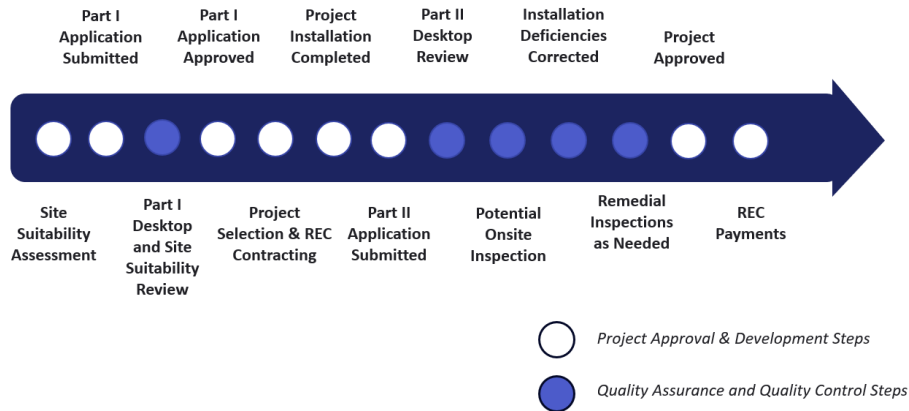 Part I
Application
Submitted
Part I
Application
Approved
Project
Installation
Completed
Part II
Desktop
Review
Installation
Deficiencies
Corrected
Project
Approved
Site
Suitability
Assessment
Part I
Desktop
and Site
Suitability
Review
Project
Selection & REC
Contracting
Part II
Application
Submitted
Potential
Onsite
Inspection
Remedial
Inspections
as Needed
REC
Payments
Project Approval & Development Steps
Quality Assurance and Quality Control Steps